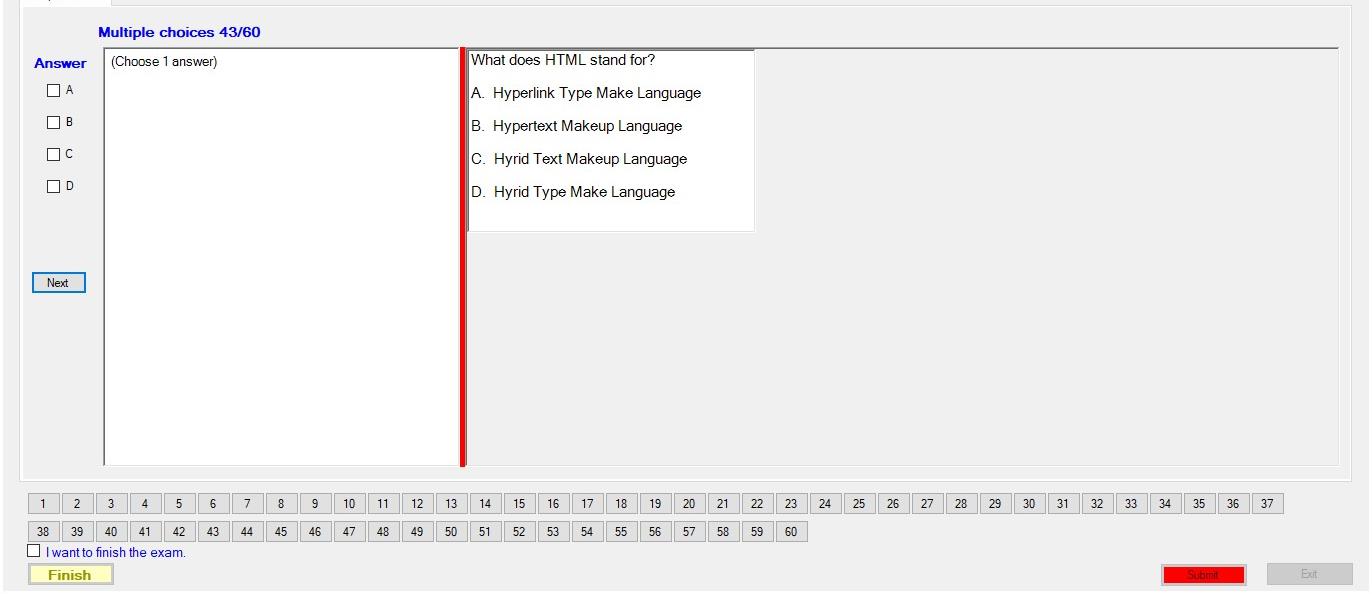 Multiple choices 43/60
Answer
(Choose 1 answer)
A
B
C
D
Next
What does HTML stand for?
A. Hyperlink Type Make Language
B. Hypertext Makeup Language
C. Hyrid Text Makeup Language
D. Hyrid Type Make Language
1 2 3 4 5 6 7 8 9 10 11 12 13 14 15 16 17 18 19 20 21 22 23 24 25 26 27 28 29 30 31 32 33 34 35 36 37
38 39 40 41 42 43 44 45 46 47 48 49 50 51 52 53 54 55 56 57 58 59 60
I want to finish the exam.
Finish
Submit
Exit